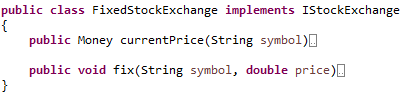 public class FixedStockExchange implements IStockExchange
{
public Money currentPrice(String symbol)
public void fix(String symbol, double price)
}